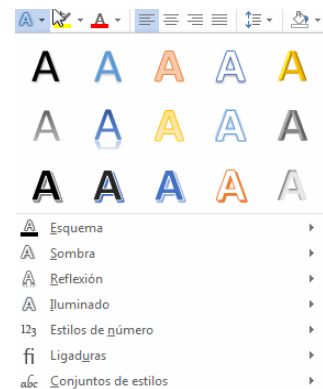 A A A A A
A A A A A
A A A A A
Esquema
Sombra
Reflexión
Iluminado
123 Estilos de número
fi Ligaduras
abc Conjuntos de estilos